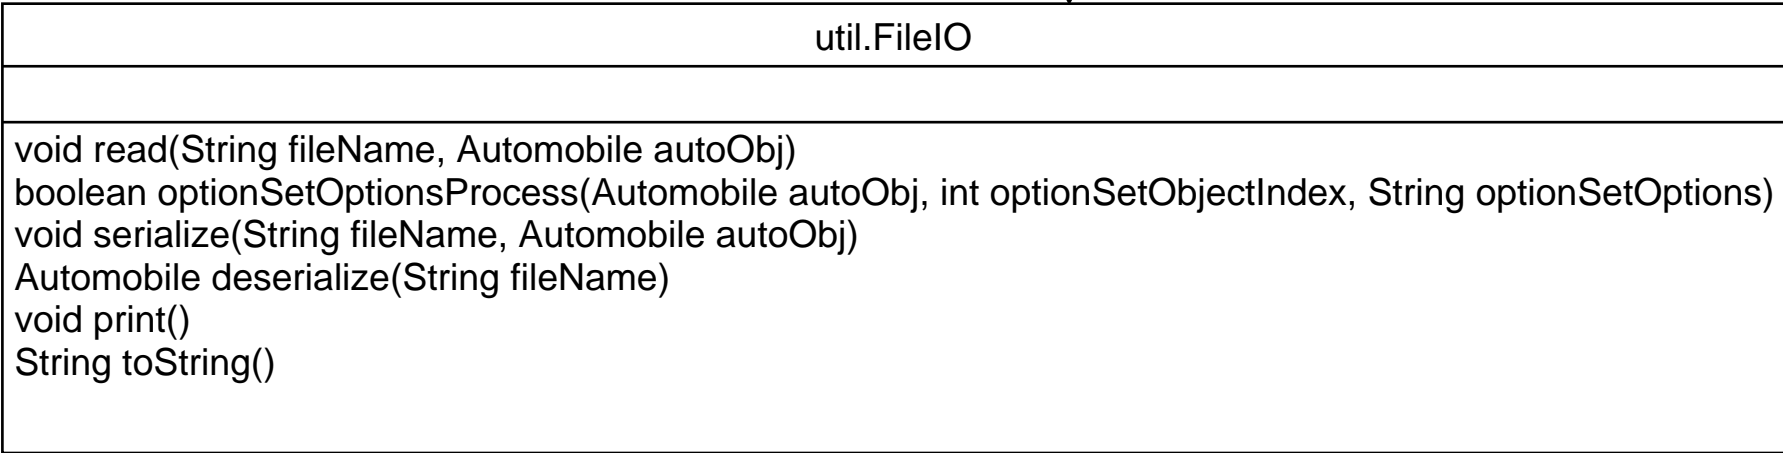 util.FileIO
void read(String fileName, Automobile autoObj)
boolean optionSetOptionsProcess(Automobile autoObj, int optionSetObjectIndex, String optionSetOptions)
void serialize(String fileName, Automobile autoObj)
Automobile deserialize(String fileName)
void print()
String toString()